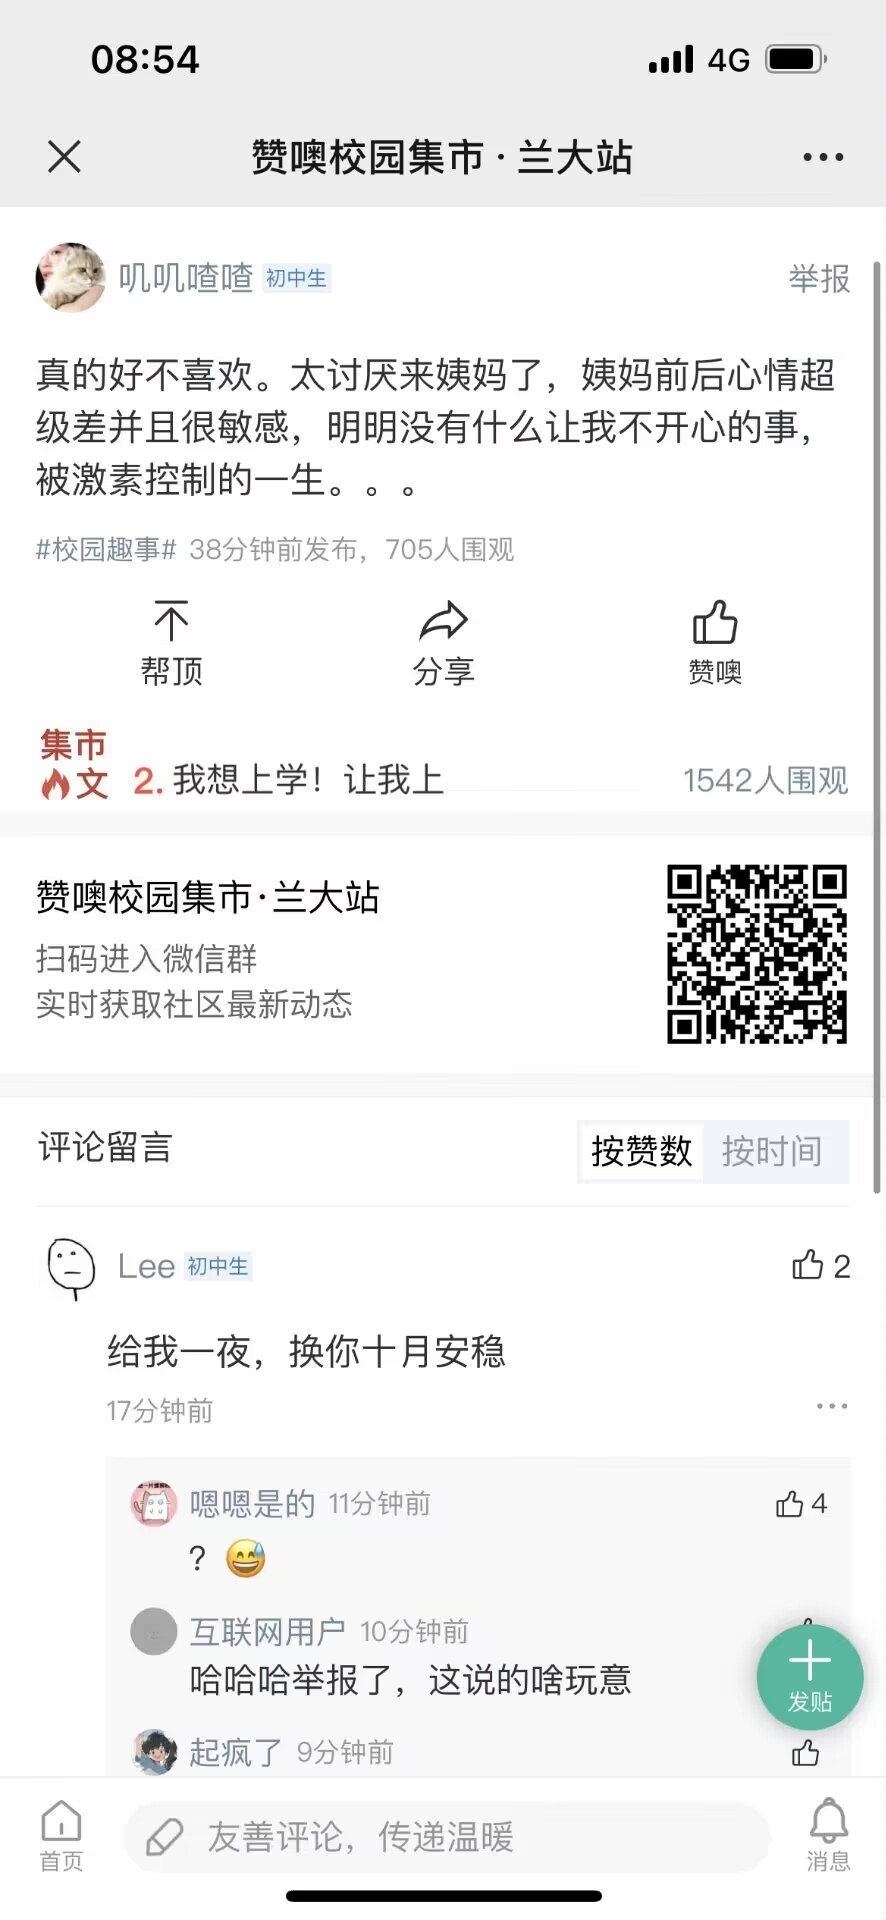 08:54
4G
赞噢校园集市 · 兰大站
叽叽喳喳 初中生
举报
真的好不喜欢。太讨厌来姨妈了，姨妈前后心情超
级差并且很敏感，明明没有什么让我不开心的事，
被激素控制的一生。。。
#校园趣事# 38分钟前发布，705人围观
帮顶 分享 赞噢
集市
文 2. 我想上学！让我上 1542人围观
赞噢校园集市·兰大站
扫码进入微信群
实时获取社区最新动态
评论留言 按赞数 按时间
Lee 初中生 2
给我一夜，换你十月安稳
17分钟前
嗯嗯是的 11分钟前 4
？😅
互联网用户 10分钟前
哈哈哈举报了，这说的啥玩意
发贴
起疯了 9分钟前
友善评论，传递温暖
首页 消息